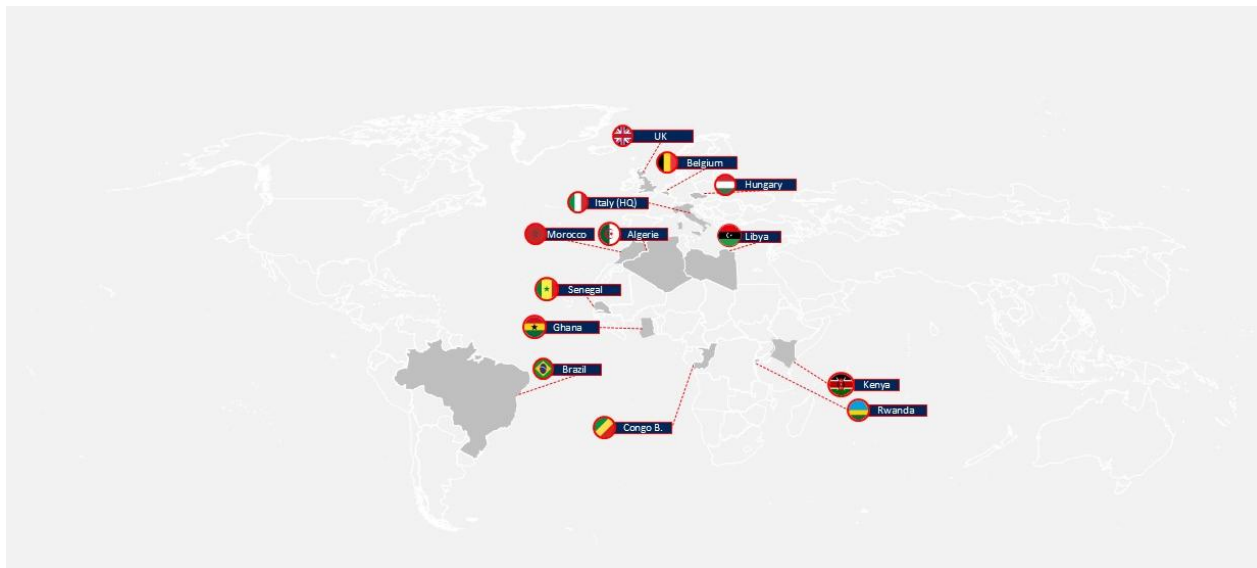 UK
Belgium
Hungary
Italy (HQ)
Morocco
Algerie
Libya
Senegal
Ghana
Brazil
Kenya
Rwanda
Congo B.